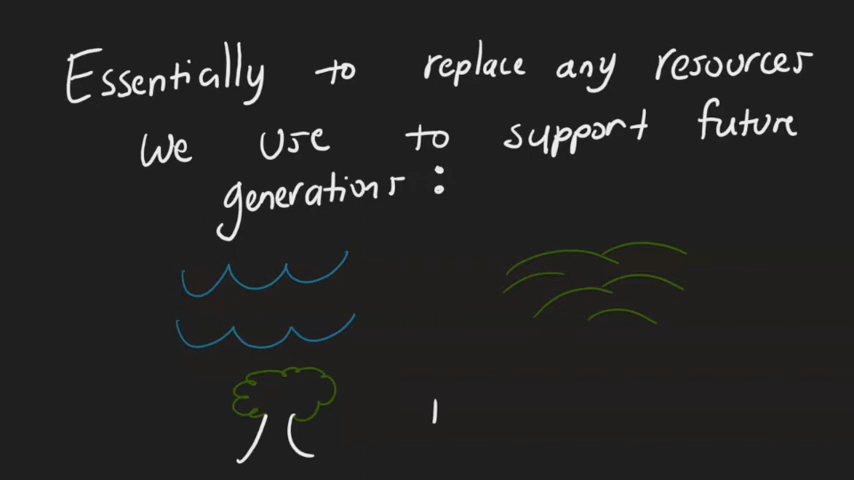 Essentially to replace any resources
we use to support future
generations :